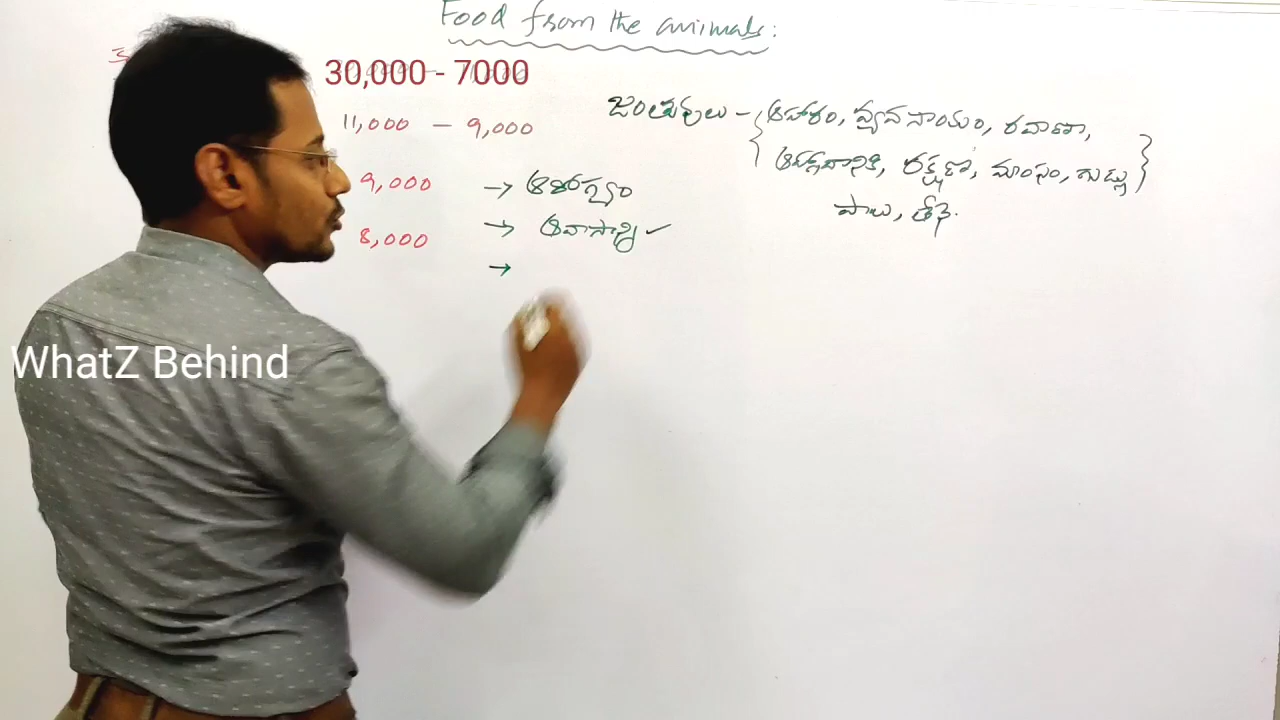 Food from the animals:
30,000 - 7000
11,000 – 9,000
జంతువులు – { ఆహారం, వ్యవసాయం, రవాణా,
రక్షణ, మాంసం, గుడ్లు }
పాలు, తేనె.
9,000 → ఆరోగ్యం
8,000 → ఆవాసాన్ని ✓
→
WhatZ Behind